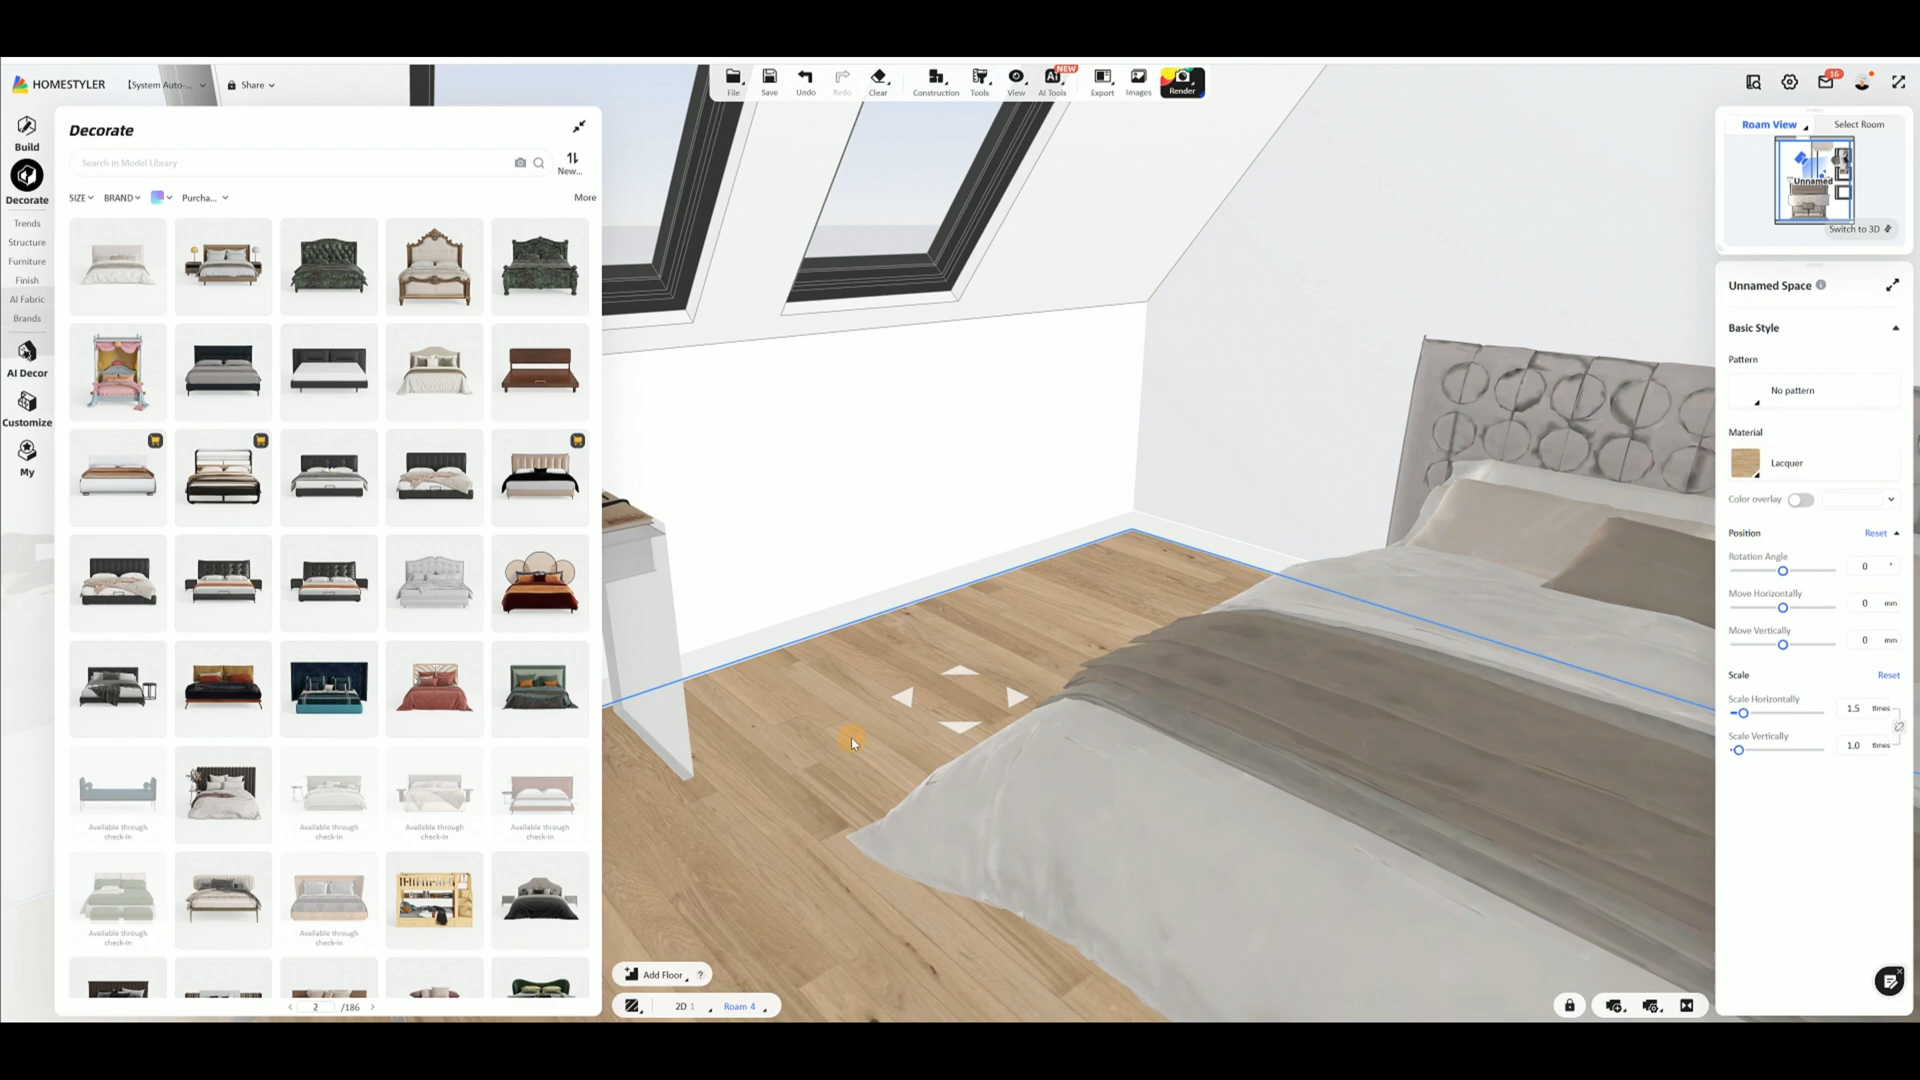 HOMESTYLER
【System Auto-...
Share
File
Save
Undo
Redo
Clear
Construction
Tools
View
AI Tools
NEW
Export
Images
Render
16
Build
Decorate
Trends
Structure
Furniture
Finish
AI Fabric
Brands
AI Decor
Customize
My
Decorate
Search in Model Library
New...
SIZE
BRAND
Purcha...
More
Available through
check-in
Available through
check-in
Available through
check-in
Available through
check-in
Available through
check-in
Available through
check-in
2 /186
Add Floor ?
2D 1
Roam 4
Roam View
Select Room
Unnamed
Switch to 3D
Unnamed Space
Basic Style
Pattern
No pattern
Material
Lacquer
Color overlay
Position
Reset
Rotation Angle
0 °
Move Horizontally
0 mm
Move Vertically
0 mm
Scale
Reset
Scale Horizontally
1.5 times
Scale Vertically
1.0 times